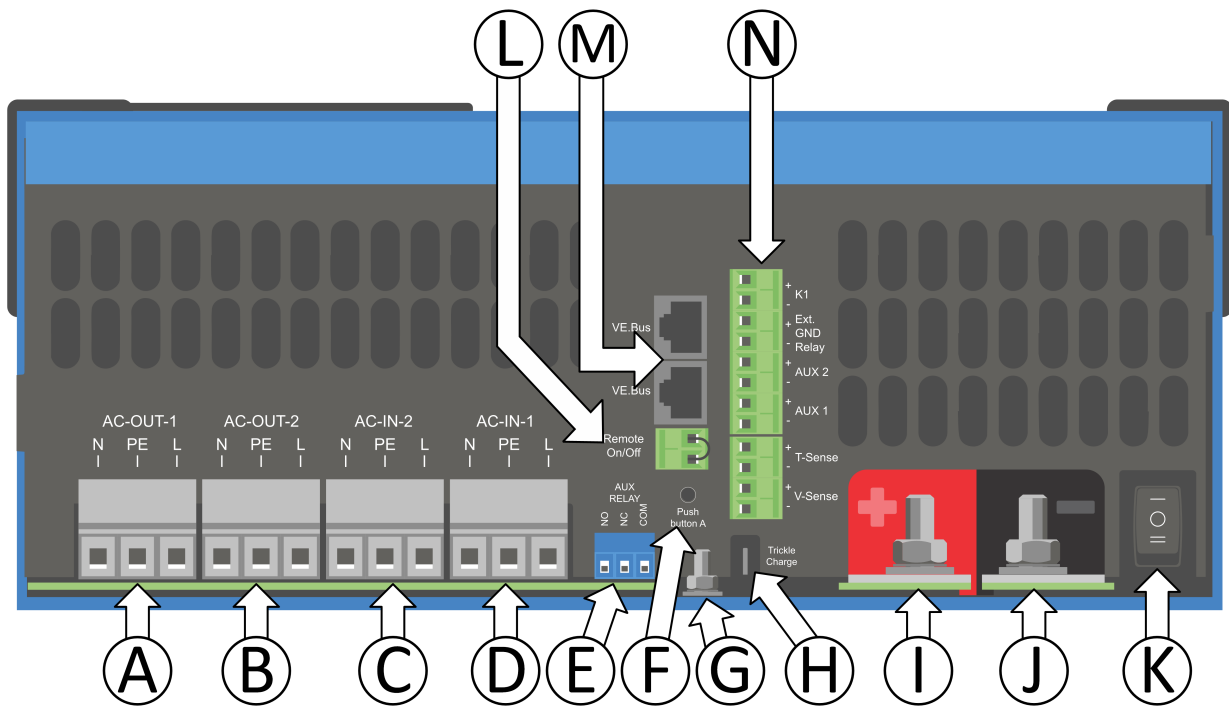 L M N
VE.Bus
VE.Bus
+
K1
-
Ext.
+ GND
- Relay
+
AUX 2
-
+
AUX 1
-
+
T-Sense
-
+
V-Sense
-
AC-OUT-1
N PE L
AC-OUT-2
N PE L
AC-IN-2
N PE L
AC-IN-1
N PE L
Remote
On/Off
AUX
RELAY
NO NC COM
Push
button A
Trickle
Charge
A B C D E F G H I J K